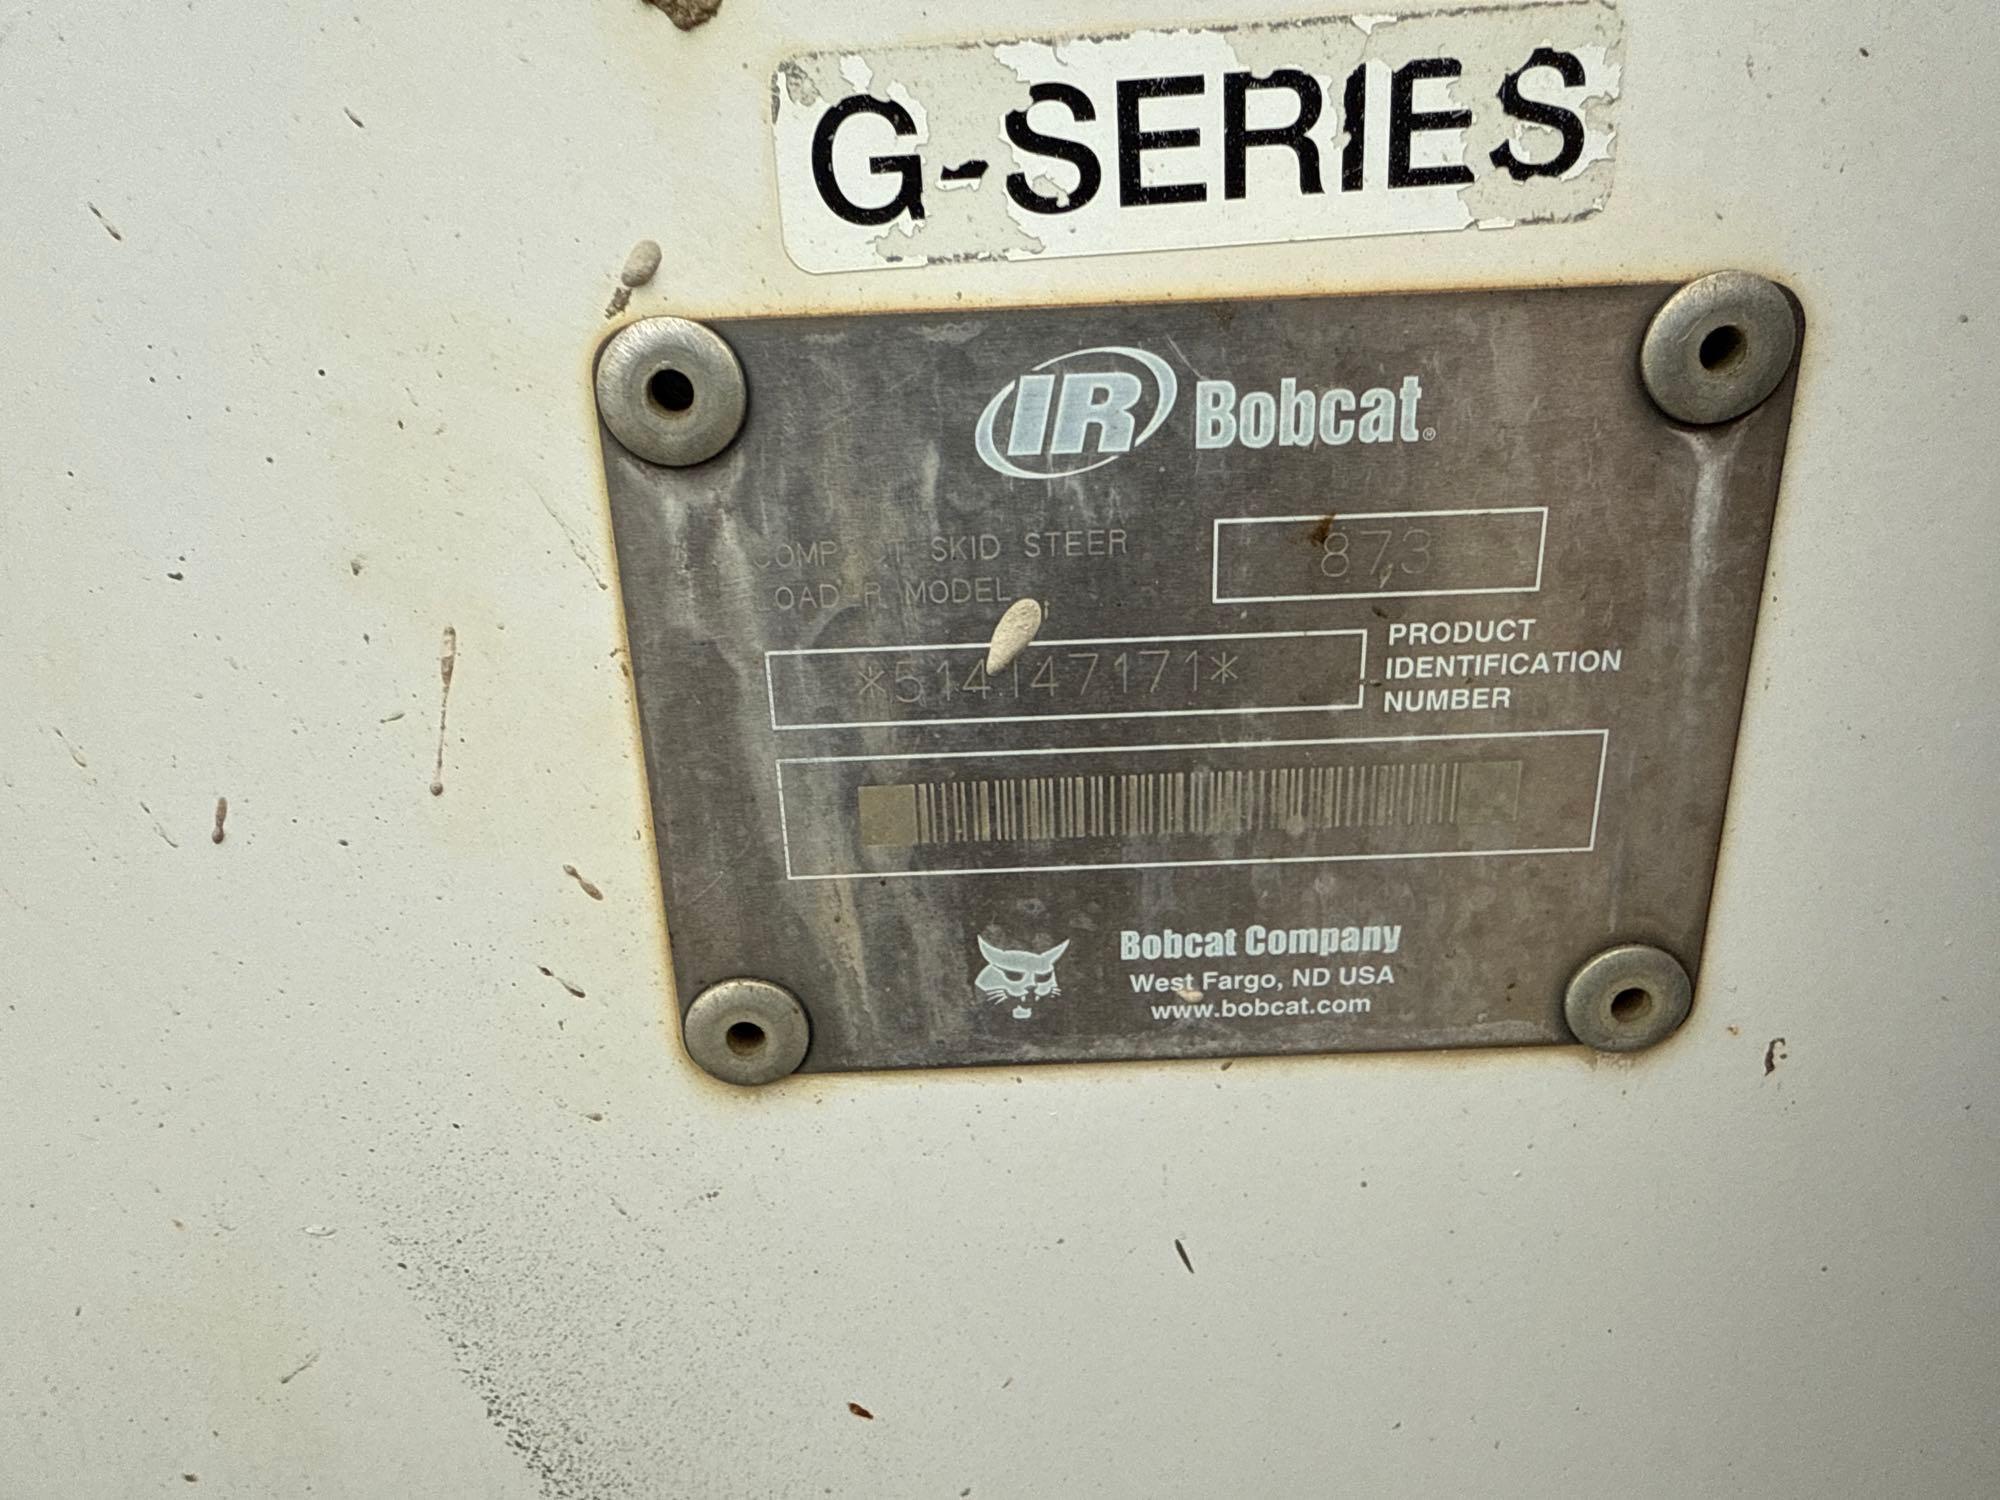 G-SERIES
IR Bobcat®
COMPACT SKID STEER
LOADER MODEL
873
*514147171*
PRODUCT
IDENTIFICATION
NUMBER
Bobcat Company
West Fargo, ND USA
www.bobcat.com